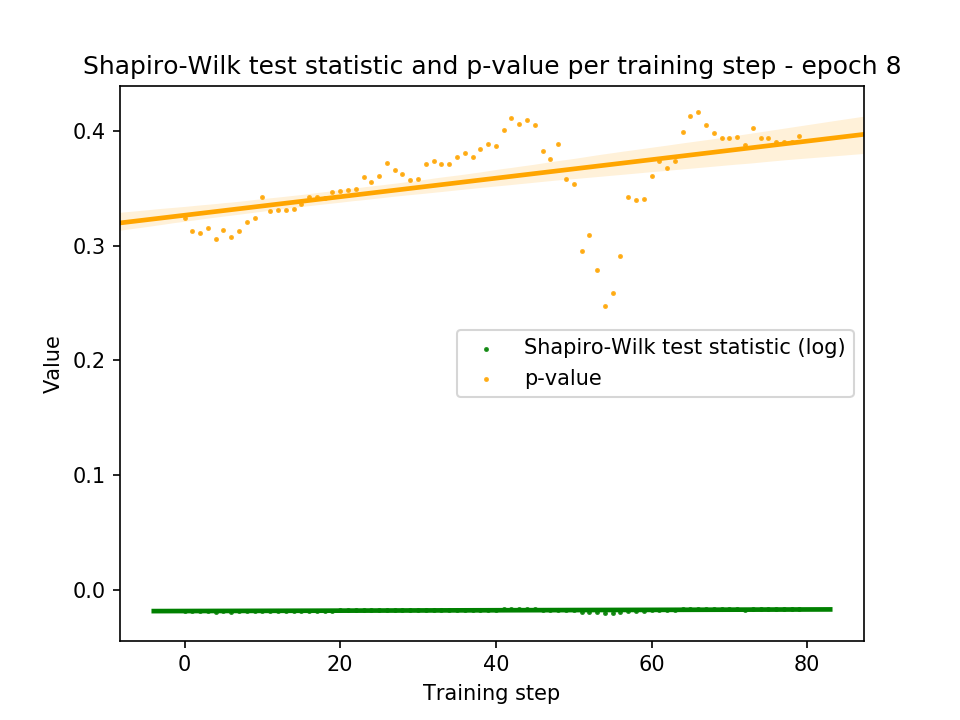 Shapiro-Wilk test statistic and p-value per training step - epoch 8
0.4
0.3
0.2
0.1
0.0
Value
Shapiro-Wilk test statistic (log)
p-value
0 20 40 60 80
Training step